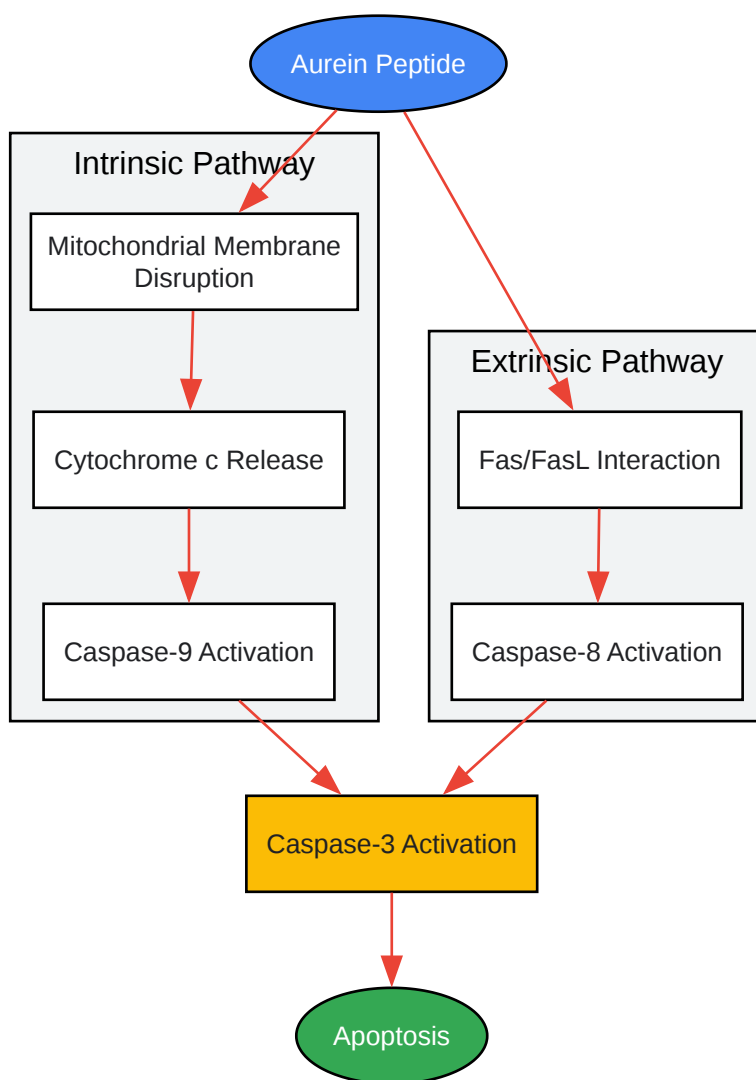 Aurein Peptide
Intrinsic Pathway
Mitochondrial Membrane
Disruption
Cytochrome c Release
Caspase-9 Activation
Extrinsic Pathway
Fas/FasL Interaction
Caspase-8 Activation
Caspase-3 Activation
Apoptosis